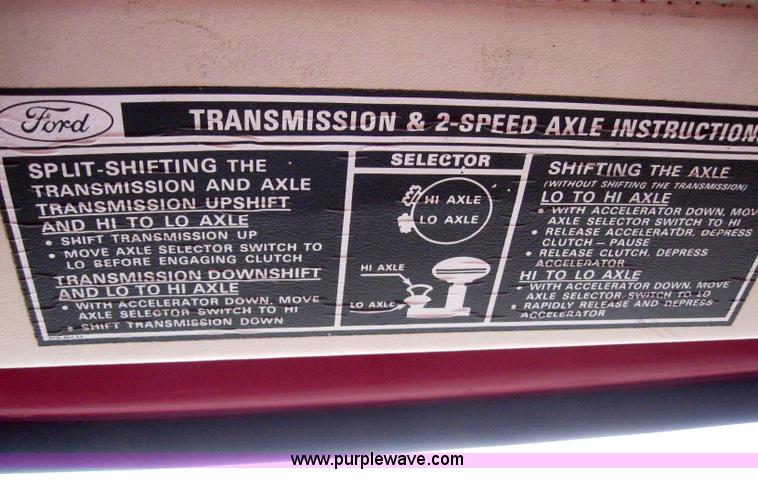 Ford
TRANSMISSION & 2-SPEED AXLE INSTRUCTION
SPLIT-SHIFTING THE
TRANSMISSION AND AXLE
TRANSMISSION UPSHIFT
AND HI TO LO AXLE
• SHIFT TRANSMISSION UP
• MOVE AXLE SELECTOR SWITCH TO
LO BEFORE ENGAGING CLUTCH
TRANSMISSION DOWNSHIFT
AND LO TO HI AXLE
• WITH ACCELERATOR DOWN, MOVE
AXLE SELECTOR SWITCH TO HI
• SHIFT TRANSMISSION DOWN
SELECTOR
HI AXLE
LO AXLE
HI AXLE
LO AXLE
SHIFTING THE AXLE
(WITHOUT SHIFTING THE TRANSMISSION)
LO TO HI AXLE
• WITH ACCELERATOR DOWN, MOV
AXLE SELECTOR SWITCH TO HI
• RELEASE ACCELERATOR, DEPRESS
CLUTCH — PAUSE
• RELEASE CLUTCH, DEPRESS
ACCELERATOR
HI TO LO AXLE
• WITH ACCELERATOR DOWN, MOVE
AXLE SELECTOR SWITCH TO LO
• RAPIDLY RELEASE AND DEPRESS
ACCELERATOR
www.purplewave.com